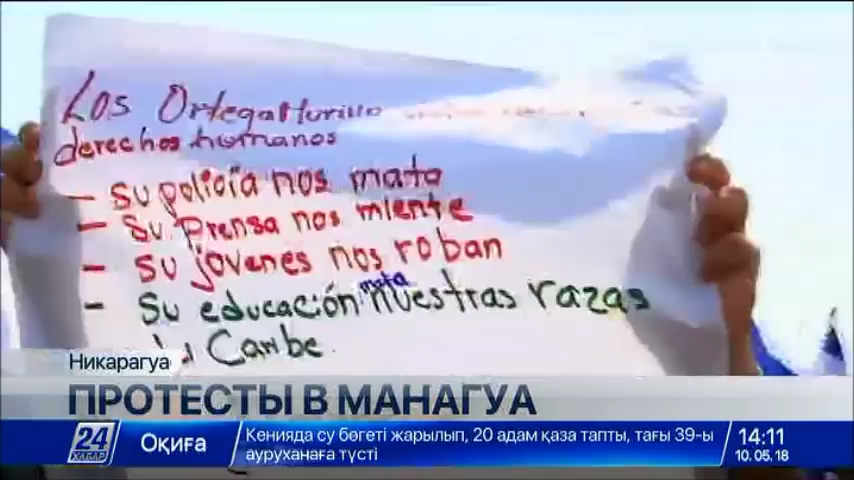 Los OrtegaMurillo
derechos humanos
- su policía nos mata
- su prensa nos miente
- su jovenes nos roban
- su educación mata nuestras razas
Caribe.
Никарагуа
ПРОТЕСТЫ В МАНАГУА
24 ХАБАР
Оқиға
Кенияда су бөгеті жарылып, 20 адам қаза тапты, тағы 39-ы
ауруханаға түсті
14:11
10.05.18